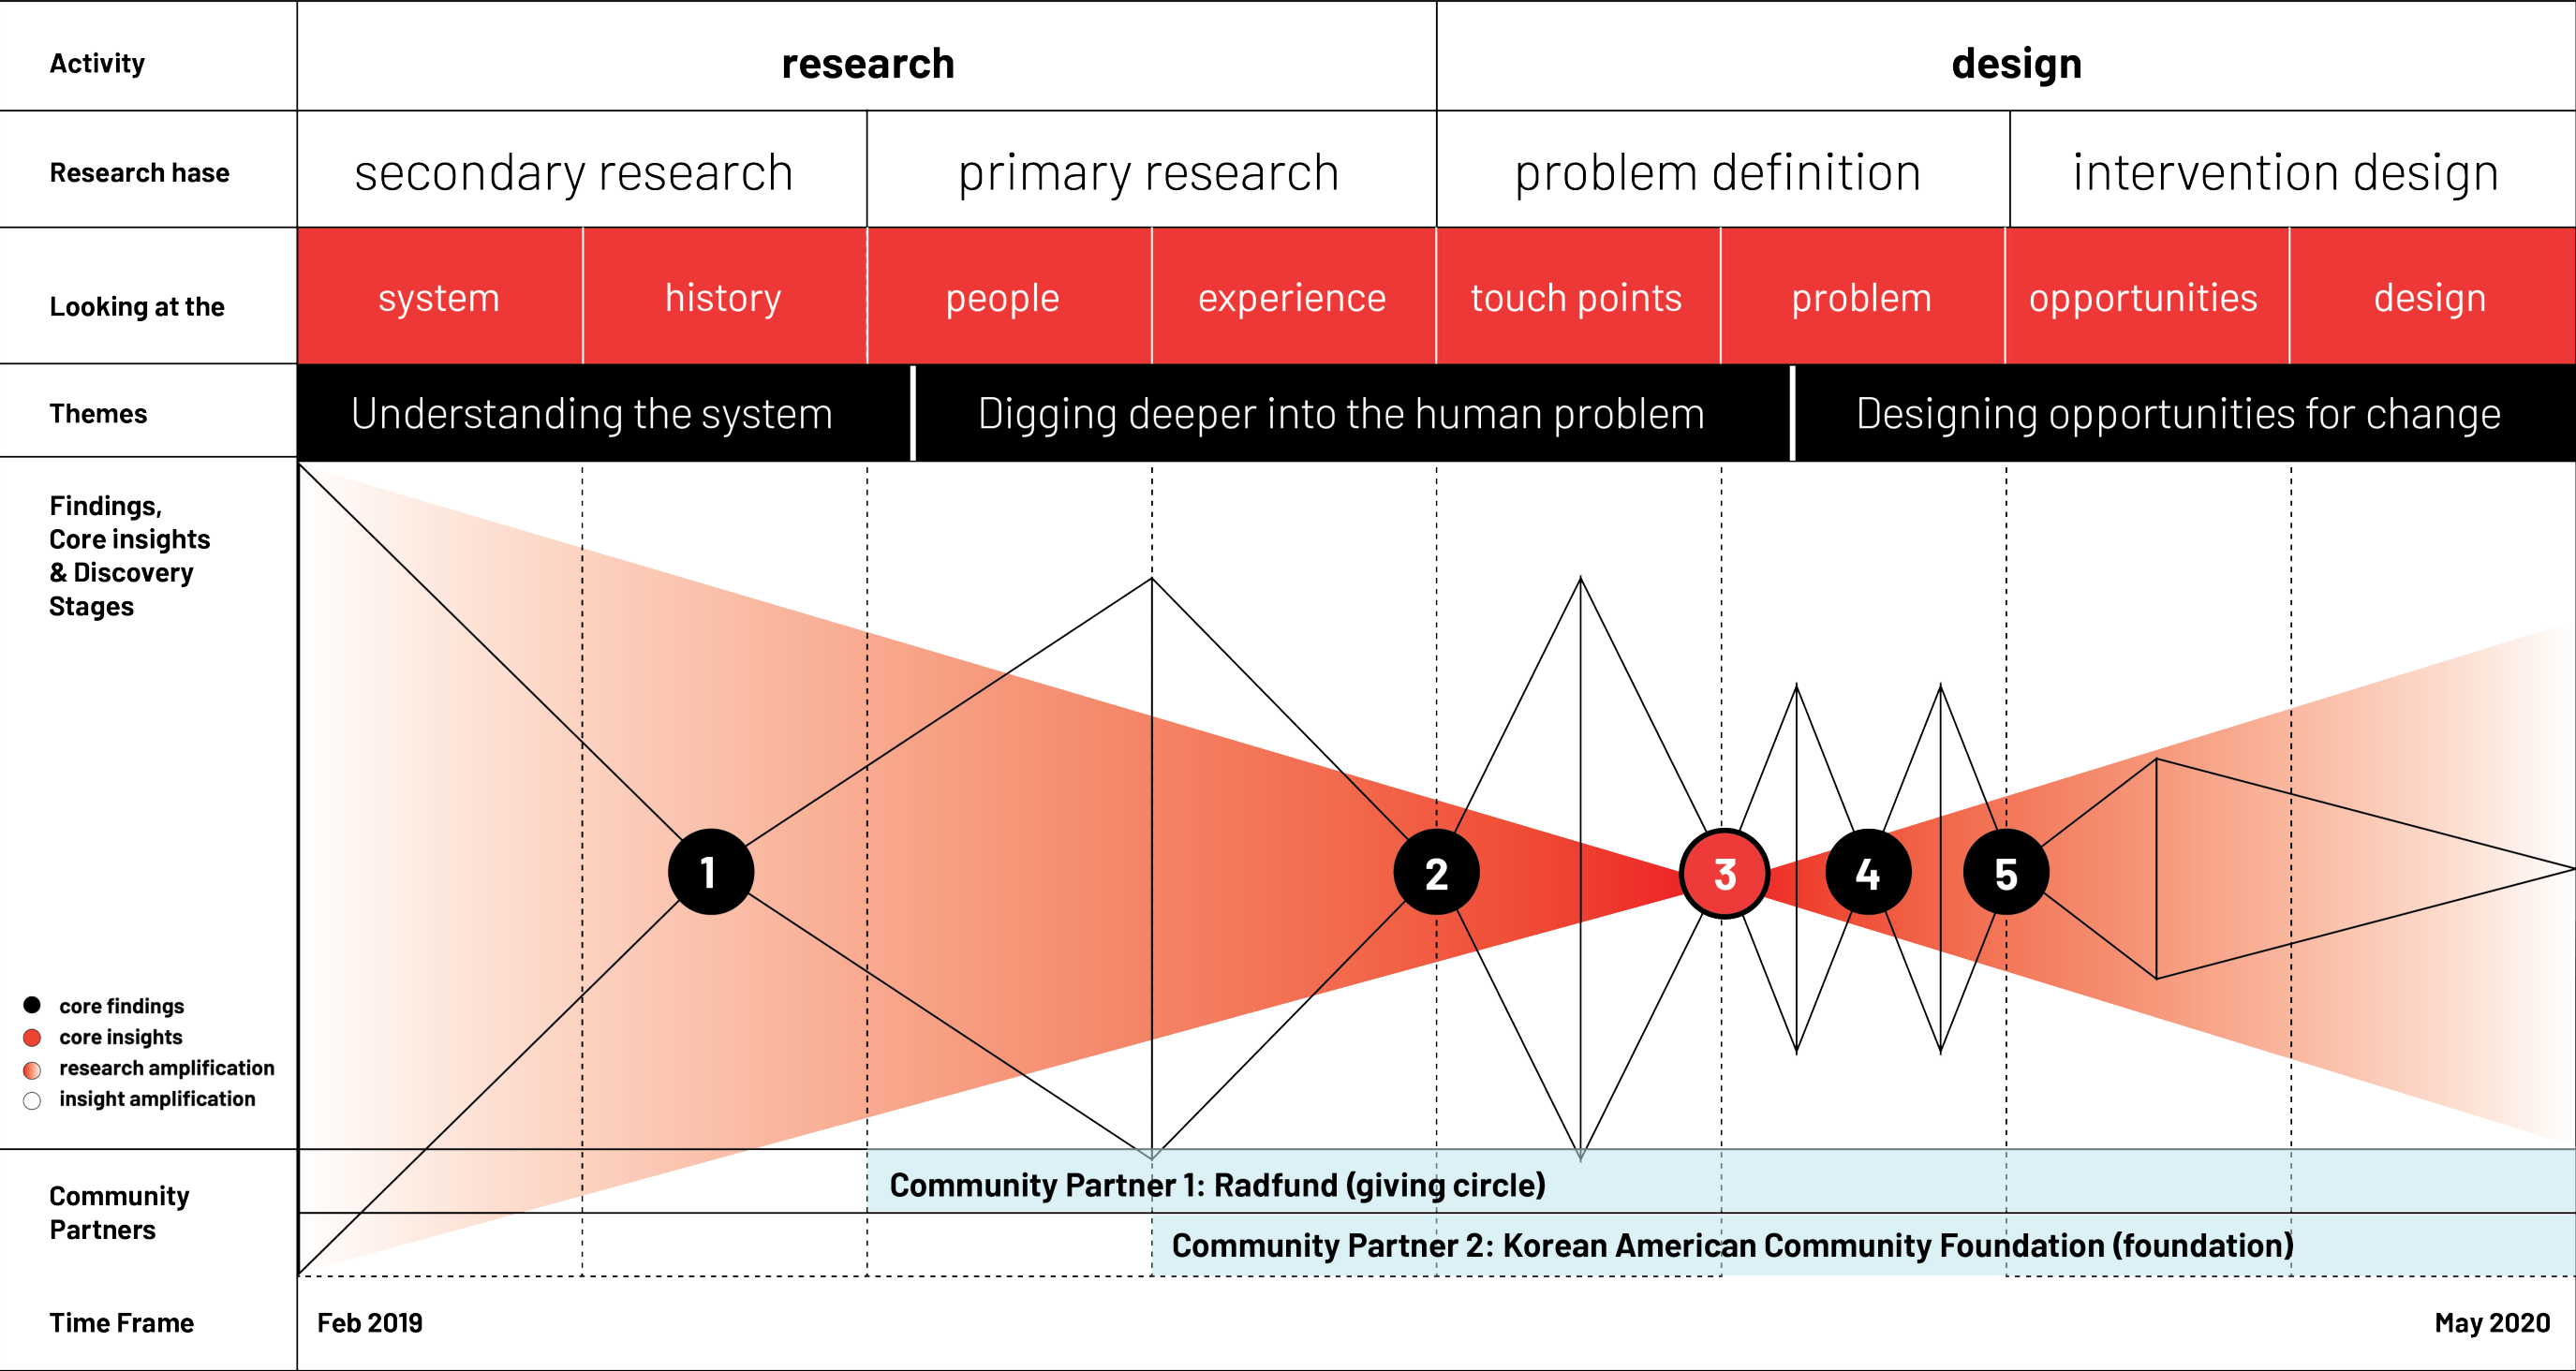 Activity
research
design
Research hase
secondary research
primary research
problem definition
intervention design
Looking at the
system
history
people
experience
touch points
problem
opportunities
design
Themes
Understanding the system
Digging deeper into the human problem
Designing opportunities for change
Findings,
Core insights
& Discovery
Stages
1
2
3
4
5
core findings
core insights
research amplification
insight amplification
Community
Partners
Community Partner 1: Radfund (giving circle)
Community Partner 2: Korean American Community Foundation (foundation)
Time Frame
Feb 2019
May 2020